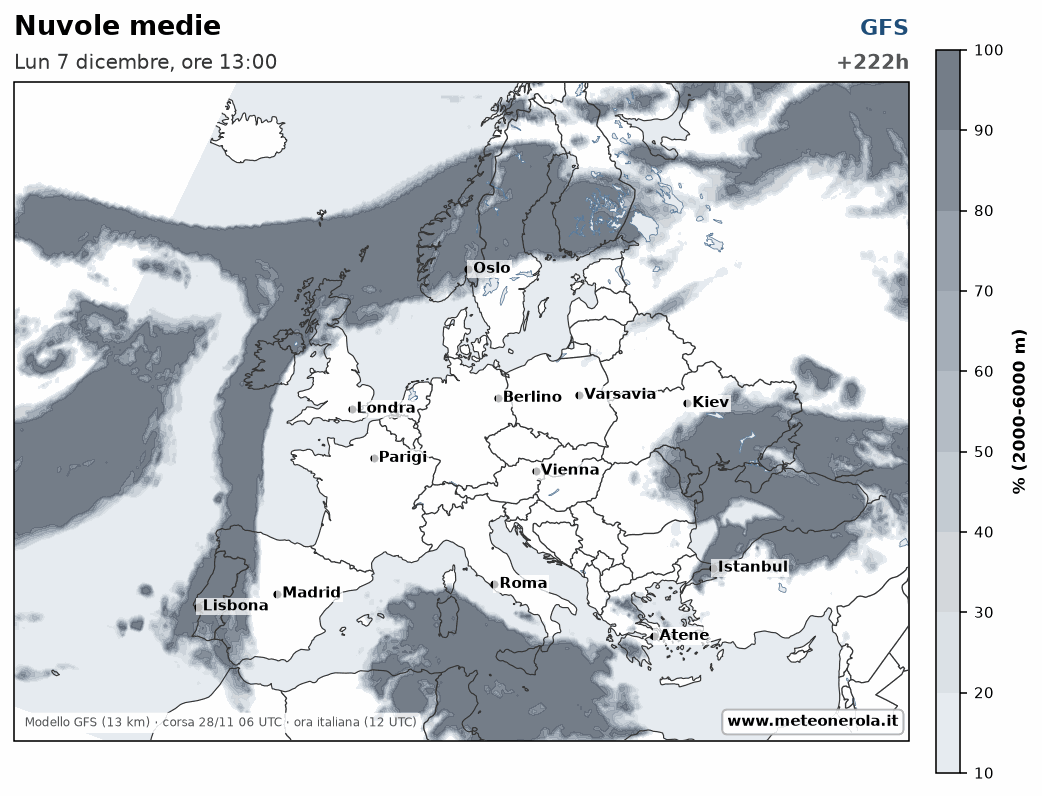 Nuvole medie
GFS
Lun 7 dicembre, ore 13:00
+222h
Oslo
Londra
Berlino
Varsavia
Kiev
Parigi
Vienna
Istanbul
Madrid
Roma
Lisbona
Atene
Modello GFS (13 km) · corsa 28/11 06 UTC · ora italiana (12 UTC)
www.meteonerola.it
100
90
80
70
60
50
40
30
20
10
% (2000-6000 m)